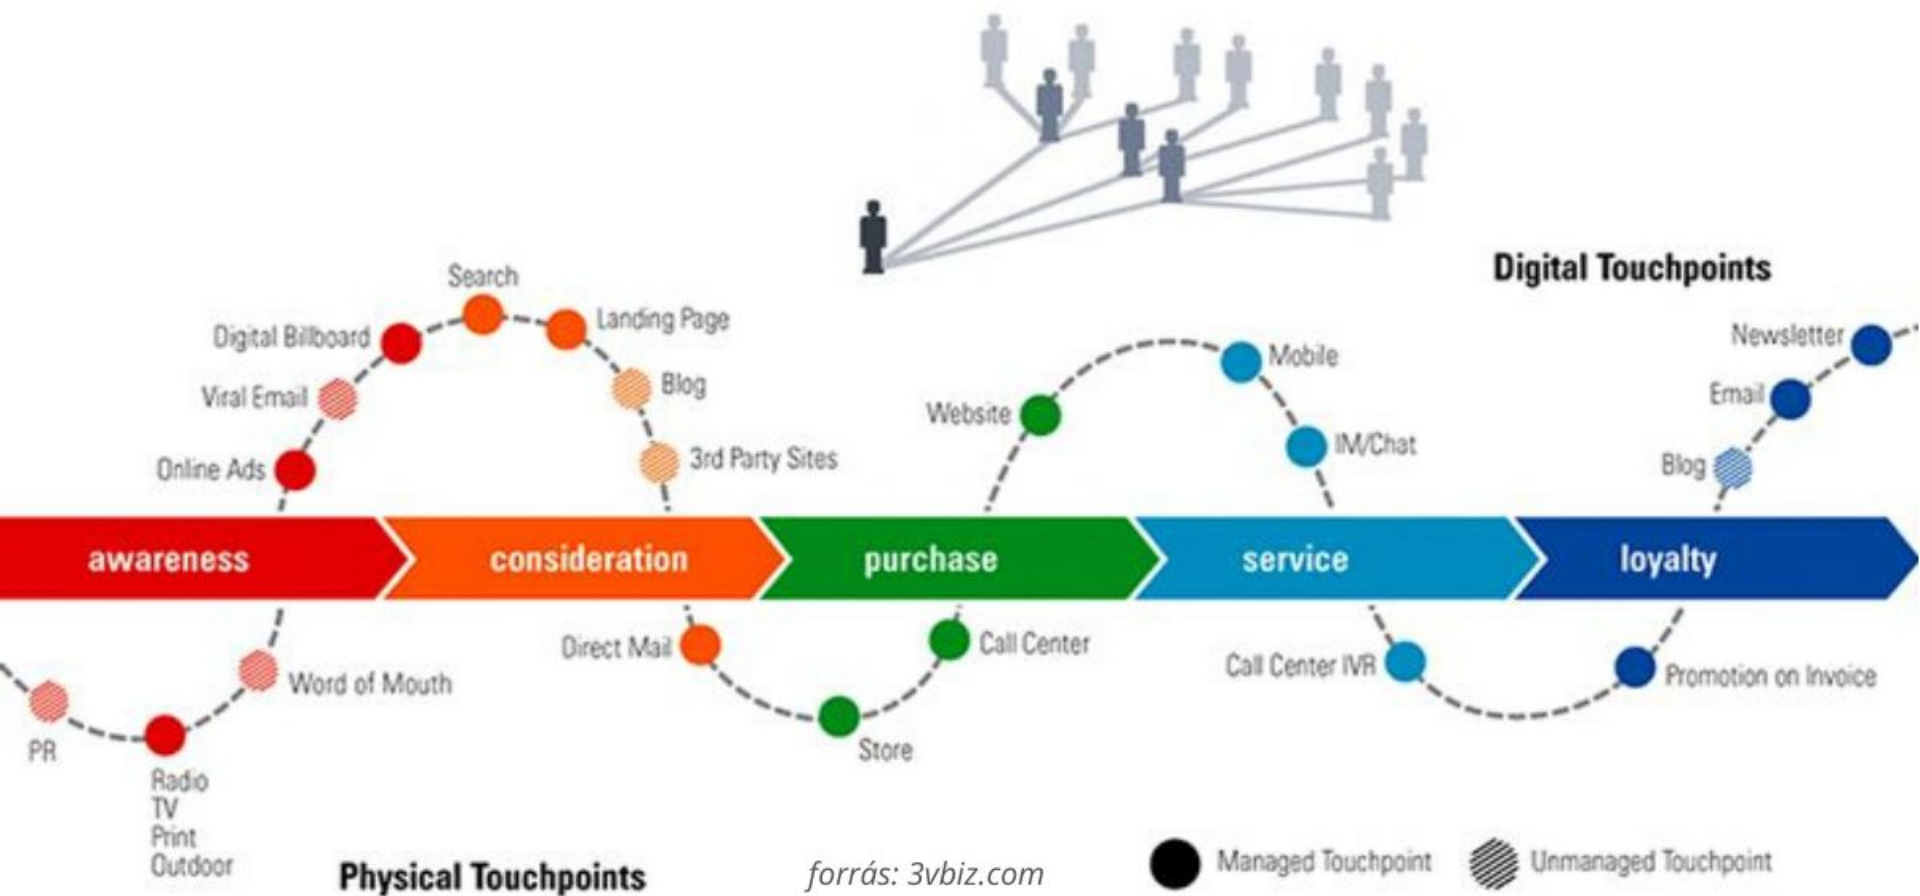 Digital Touchpoints
Search
Digital Billboard
Landing Page
Newsletter
Viral Email
Blog
Mobile
Email
Website
Online Ads
3rd Party Sites
IM/Chat
Blog
awareness
consideration
purchase
service
loyalty
Direct Mail
Call Center
Word of Mouth
Call Center IVR
Promotion on Invoice
PR
Store
Radio
TV
Print
Outdoor
Physical Touchpoints
forrás: 3vbiz.com
Managed Touchpoint
Unmanaged Touchpoint